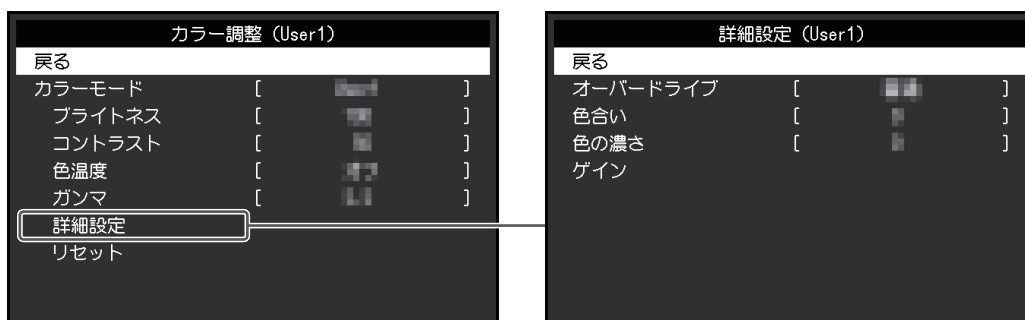 カラー調整（User1）
戻る
カラーモード [ ]
ブライトネス [ ]
コントラスト [ ]
色温度 [ ]
ガンマ [ ]
詳細設定
リセット
詳細設定（User1）
戻る
オーバードライブ [ ]
色合い [ ]
色の濃さ [ ]
ゲイン